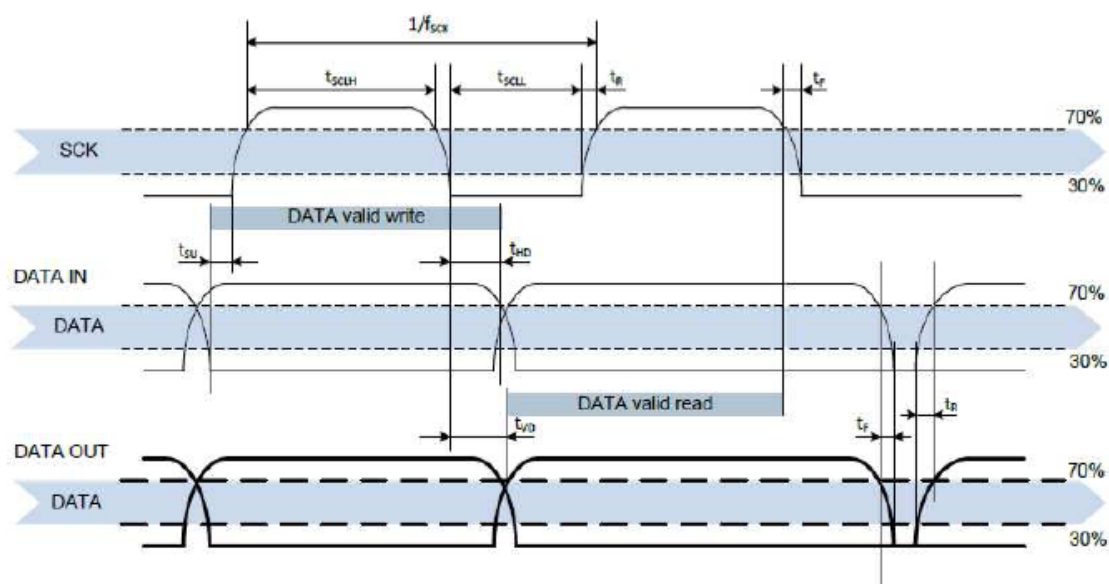 1/fSCK
tSCLH
tSCLL
tR
tF
70%
SCK
30%
DATA valid write
tSU
tHD
DATA IN
70%
DATA
30%
DATA valid read
tVD
tF
tR
DATA OUT
70%
DATA
30%